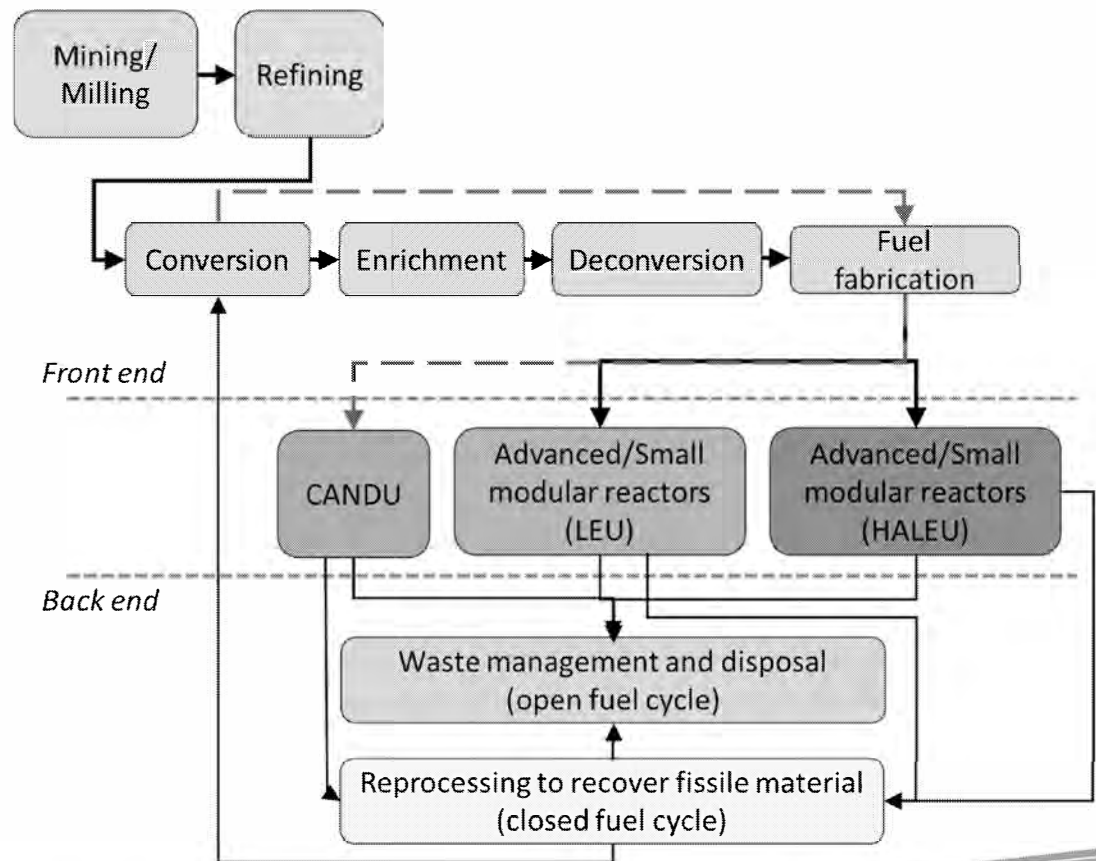 Mining/
Milling
Refining
Conversion
Enrichment
Deconversion
Fuel
fabrication
Front end
CANDU
Advanced/Small
modular reactors
(LEU)
Advanced/Small
modular reactors
(HALEU)
Back end
Waste management and disposal
(open fuel cycle)
Reprocessing to recover fissile material
(closed fuel cycle)